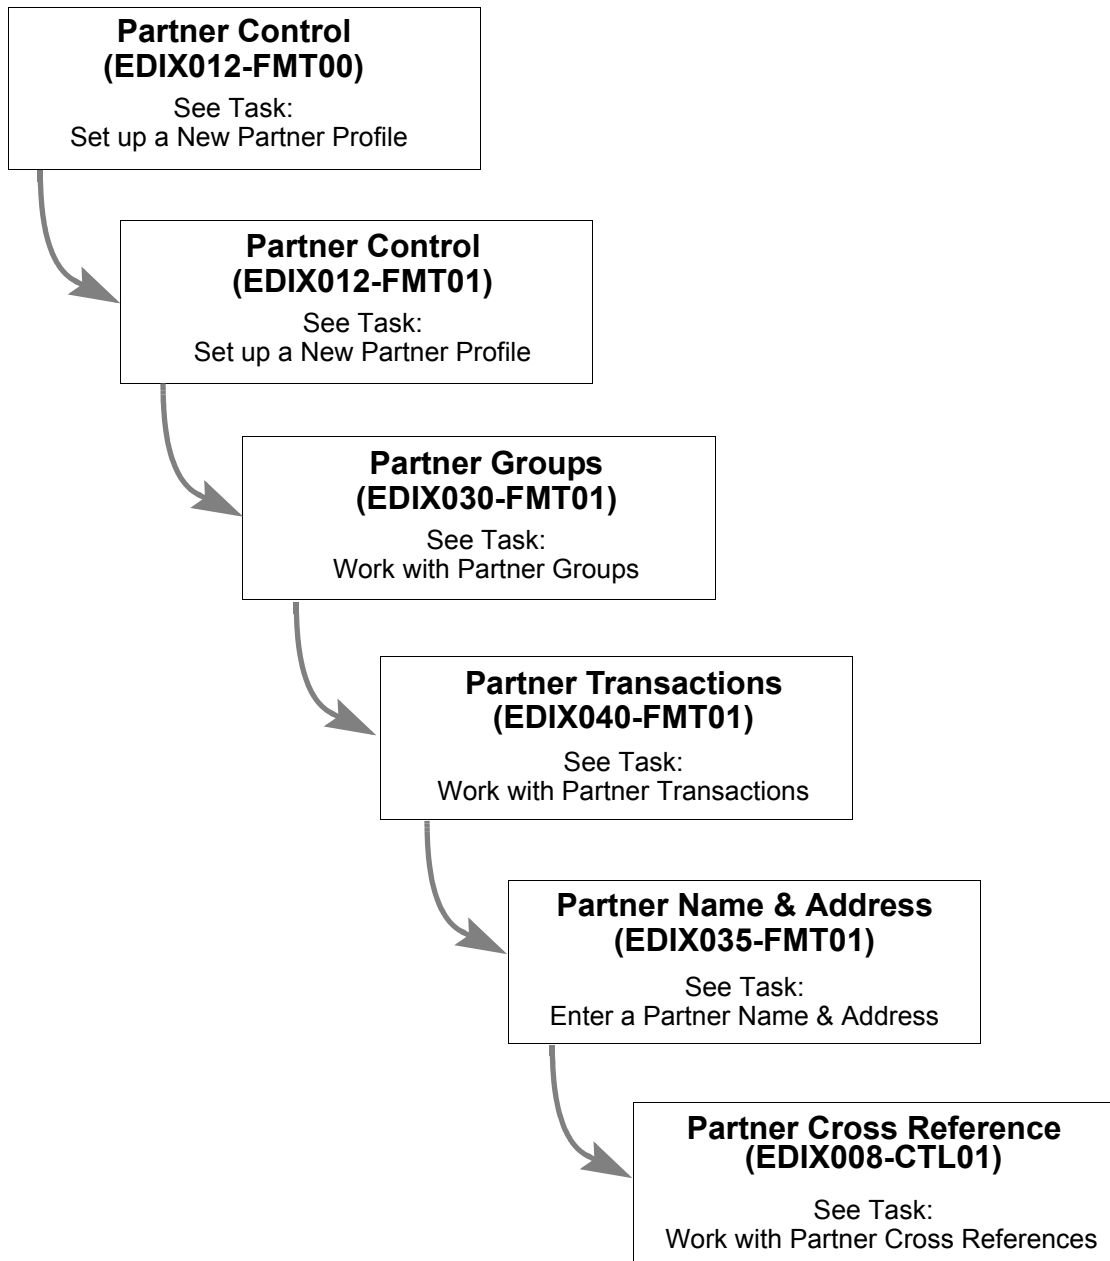 Partner Control
(EDIX012-FMT00)
See Task:
Set up a New Partner Profile
Partner Control
(EDIX012-FMT01)
See Task:
Set up a New Partner Profile
Partner Groups
(EDIX030-FMT01)
See Task:
Work with Partner Groups
Partner Transactions
(EDIX040-FMT01)
See Task:
Work with Partner Transactions
Partner Name & Address
(EDIX035-FMT01)
See Task:
Enter a Partner Name & Address
Partner Cross Reference
(EDIX008-CTL01)
See Task:
Work with Partner Cross References